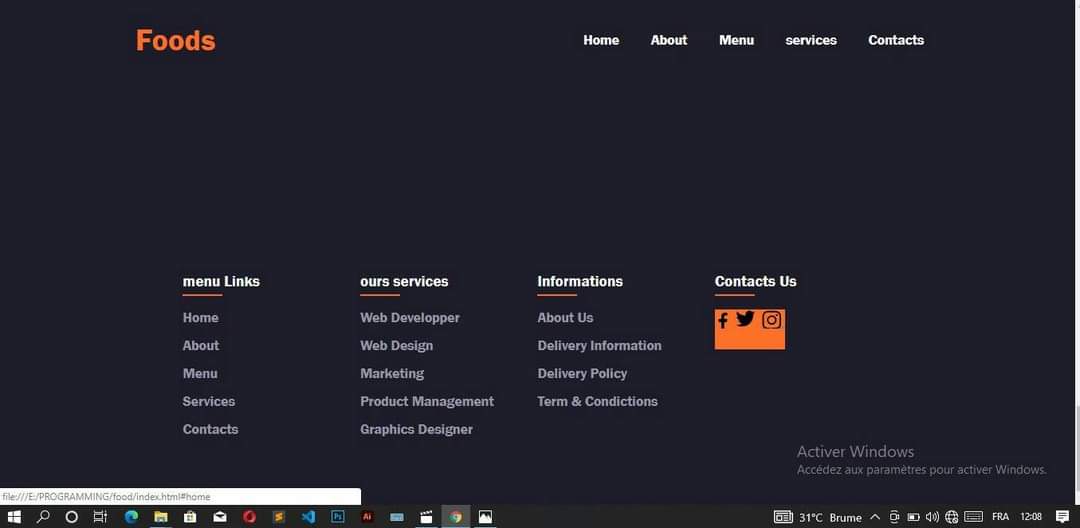 Foods
Home About Menu services Contacts
menu Links
Home
About
Menu
Services
Contacts
ours services
Web Developper
Web Design
Marketing
Product Management
Graphics Designer
Informations
About Us
Delivery Information
Delivery Policy
Term & Condictions
Contacts Us
Activer Windows
Accédez aux paramètres pour activer Windows.
file:///E:/PROGRAMMING/food/index.html#home
Ps Ai 31°C Brume FRA 12:08